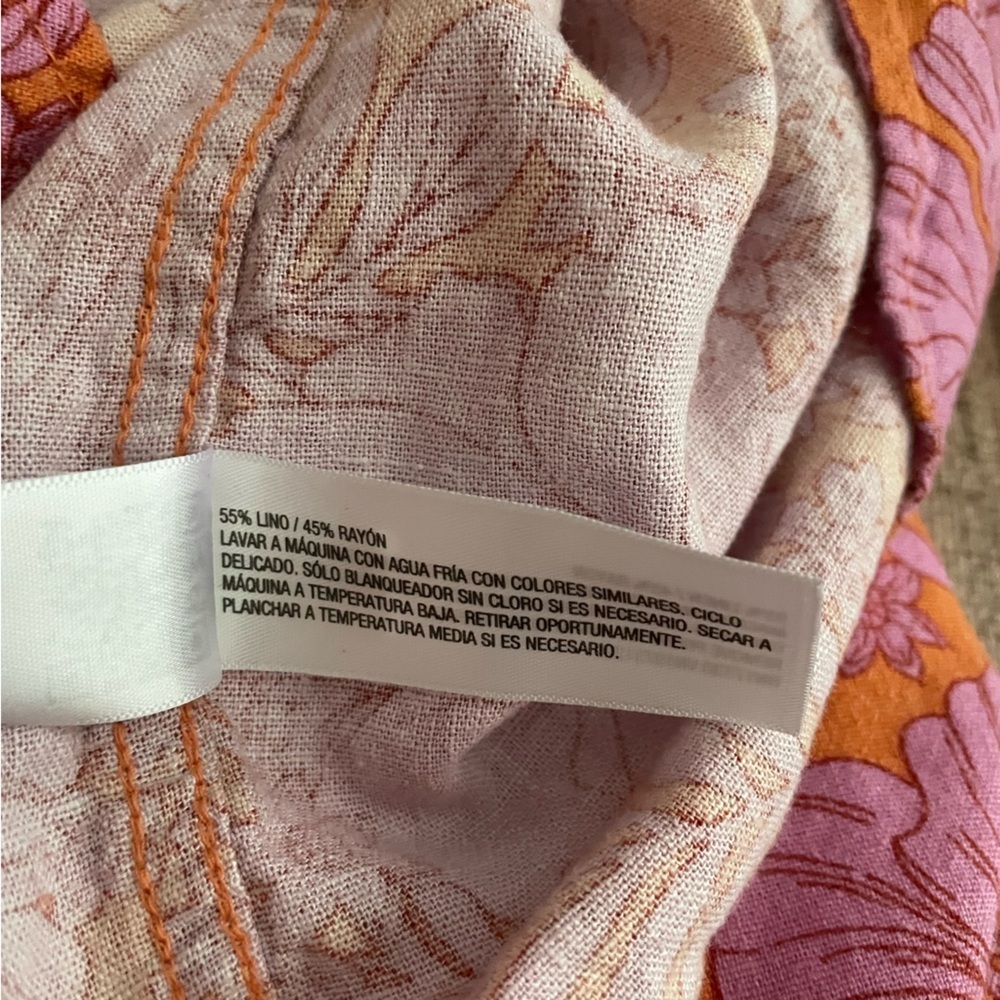 55% LINO / 45% RAYÓN
LAVAR A MÁQUINA CON AGUA FRÍA CON COLORES SIMILARES. CICLO
DELICADO. SÓLO BLANQUEADOR SIN CLORO SI ES NECESARIO. SECAR A
MÁQUINA A TEMPERATURA BAJA. RETIRAR OPORTUNAMENTE.
PLANCHAR A TEMPERATURA MEDIA SI ES NECESARIO.